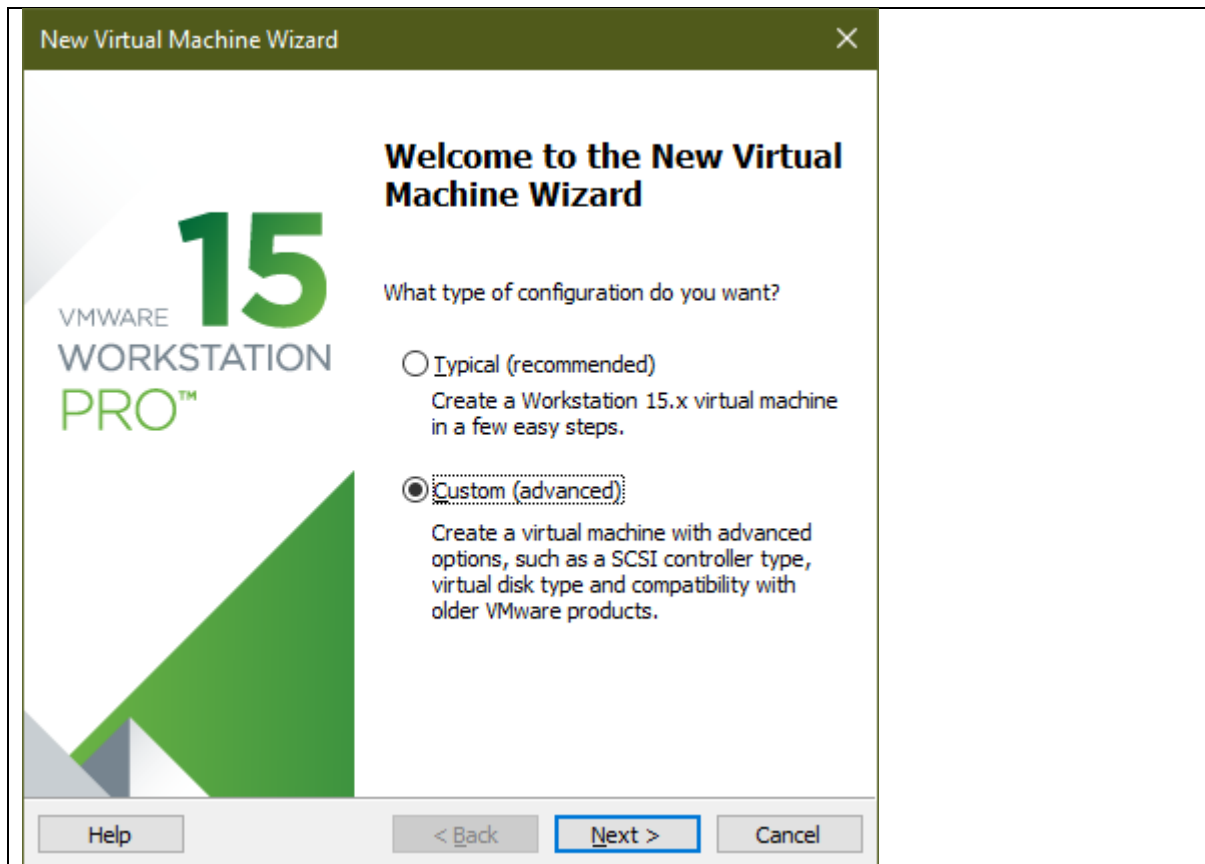 New Virtual Machine Wizard
Welcome to the New Virtual
Machine Wizard
15
VMWARE
WORKSTATION
PRO™
What type of configuration do you want?
Typical (recommended)
Create a Workstation 15.x virtual machine
in a few easy steps.
Custom (advanced)
Create a virtual machine with advanced
options, such as a SCSI controller type,
virtual disk type and compatibility with
older VMware products.
Help
< Back
Next >
Cancel